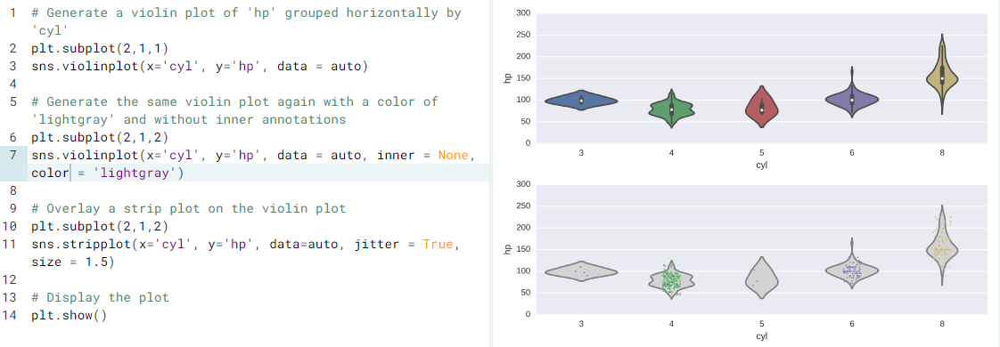 1 # Generate a violin plot of 'hp' grouped horizontally by
'cyl'
2 plt.subplot(2,1,1)
3 sns.violinplot(x='cyl', y='hp', data = auto)
4
5 # Generate the same violin plot again with a color of
'lightgray' and without inner annotations
6 plt.subplot(2,1,2)
7 sns.violinplot(x='cyl', y='hp', data = auto, inner = None,
color = 'lightgray')
8
9 # Overlay a strip plot on the violin plot
10 plt.subplot(2,1,2)
11 sns.stripplot(x='cyl', y='hp', data=auto, jitter = True,
size = 1.5)
12
13 # Display the plot
14 plt.show()
300
250
200
150
100
50
0
hp
3 4 5 6 8
cyl
300
250
200
150
100
50
0
hp
3 4 5 6 8
cyl